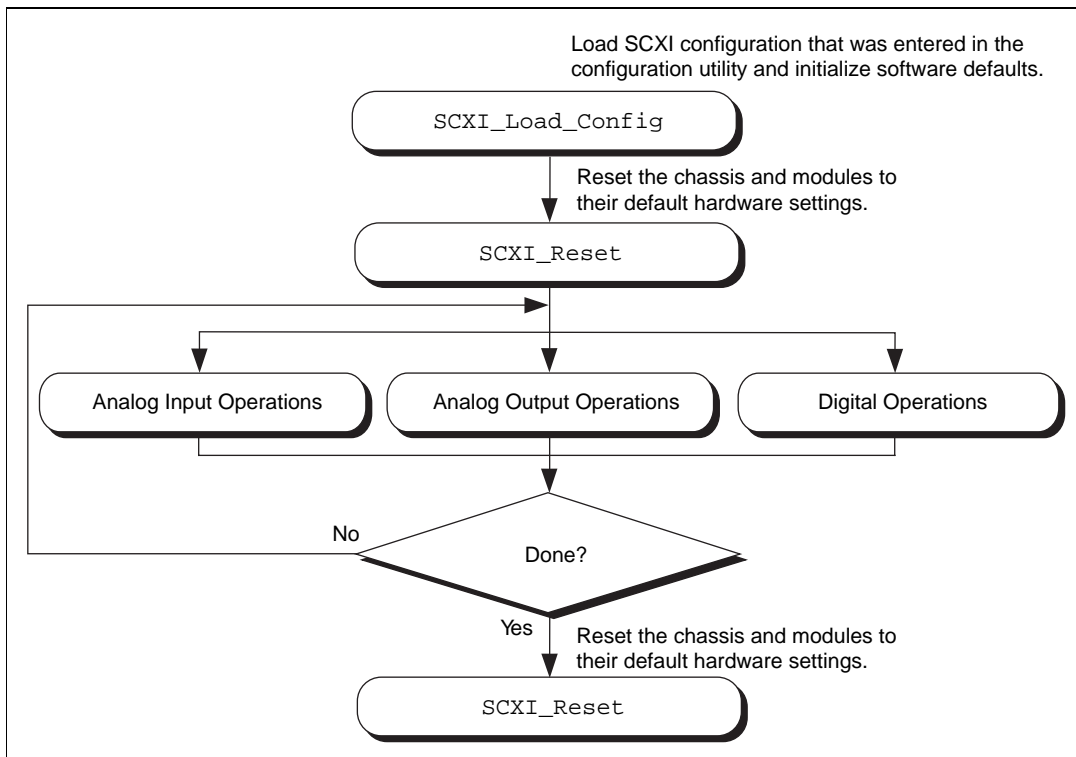 Load SCXI configuration that was entered in the
configuration utility and initialize software defaults.
SCXI_Load_Config
Reset the chassis and modules to
their default hardware settings.
SCXI_Reset
Analog Input Operations
Analog Output Operations
Digital Operations
No
Done?
Yes
Reset the chassis and modules to
their default hardware settings.
SCXI_Reset